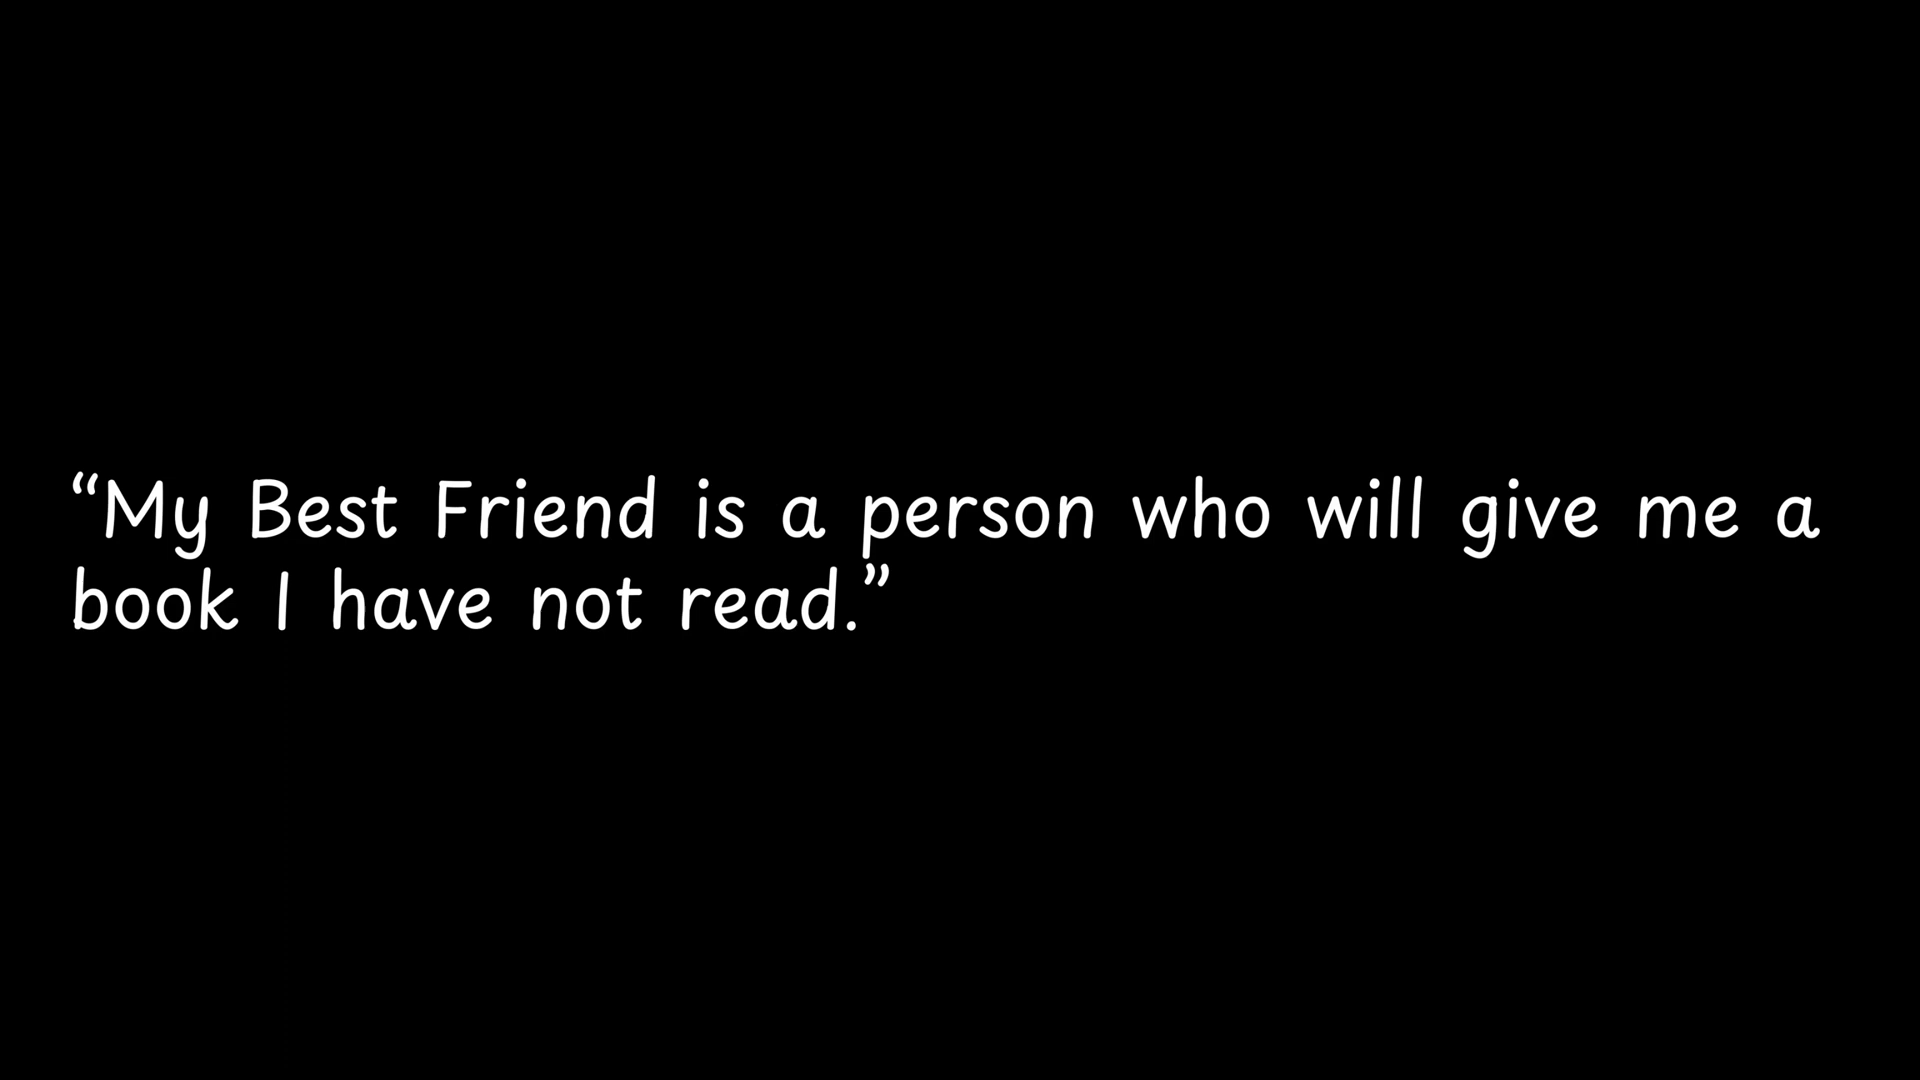 “My Best Friend is a person who will give me a
book I have not read.”